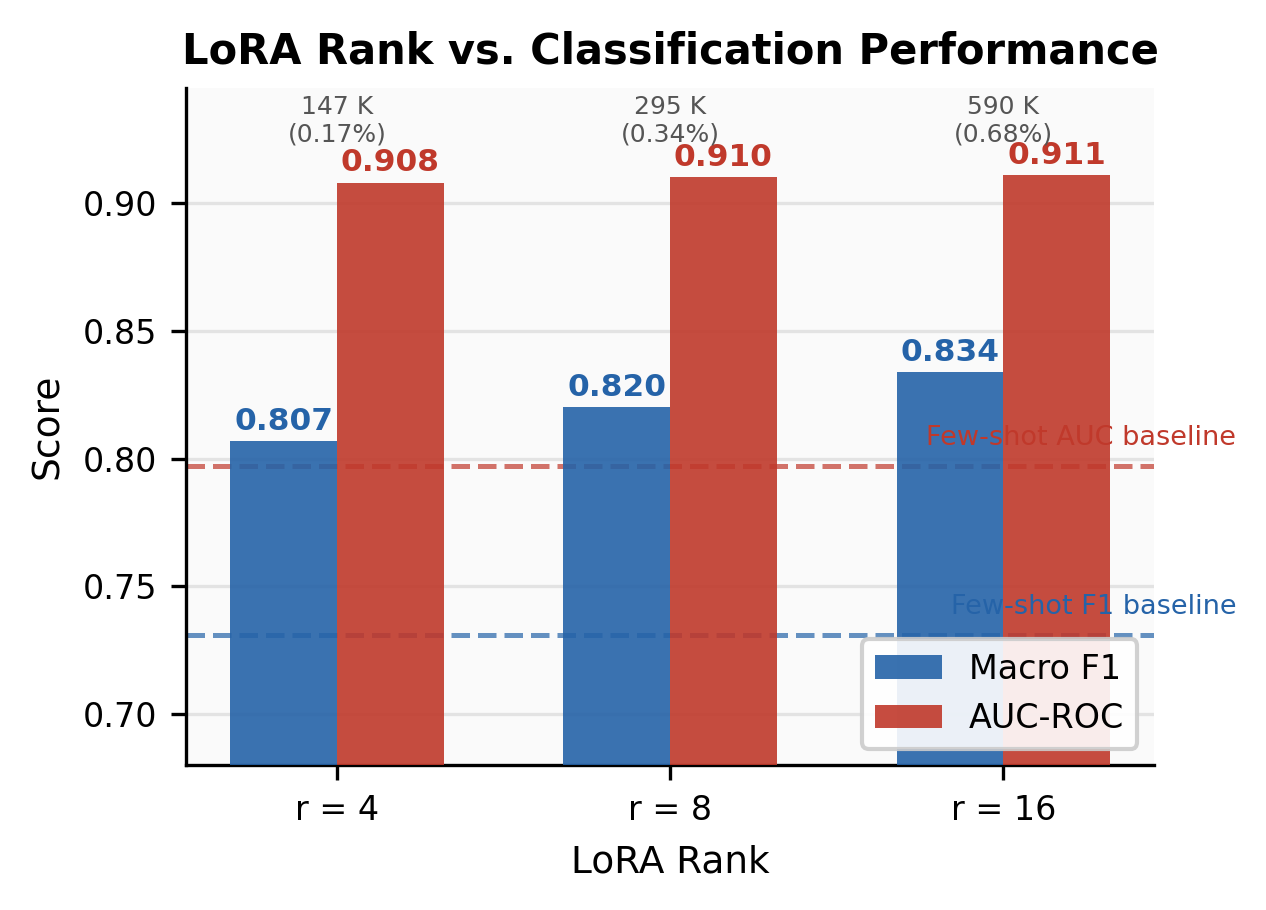 LoRA Rank vs. Classification Performance
147 K
(0.17%)
295 K
(0.34%)
590 K
(0.68%)
0.908
0.910
0.911
0.807
0.820
0.834
Few-shot AUC baseline
Few-shot F1 baseline
Score
0.90
0.85
0.80
0.75
0.70
Macro F1
AUC-ROC
r = 4
r = 8
r = 16
LoRA Rank